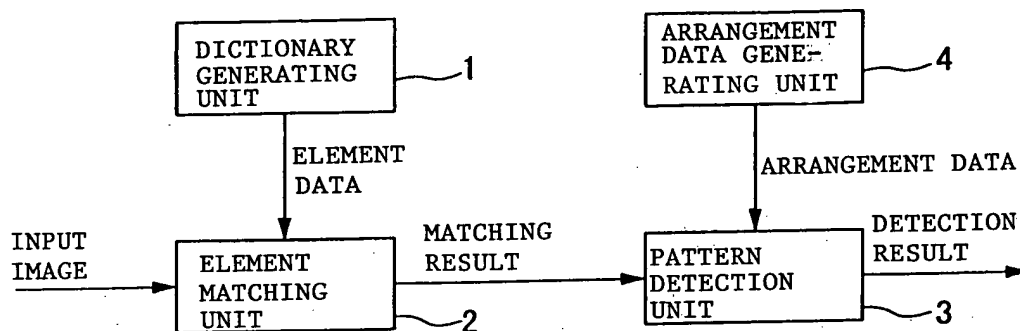 DICTIONARY
GENERATING
UNIT
1
ARRANGEMENT
DATA GENE-
RATING UNIT
4
ELEMENT
DATA
ARRANGEMENT DATA
INPUT
IMAGE
ELEMENT
MATCHING
UNIT
2
MATCHING
RESULT
PATTERN
DETECTION
UNIT
3
DETECTION
RESULT